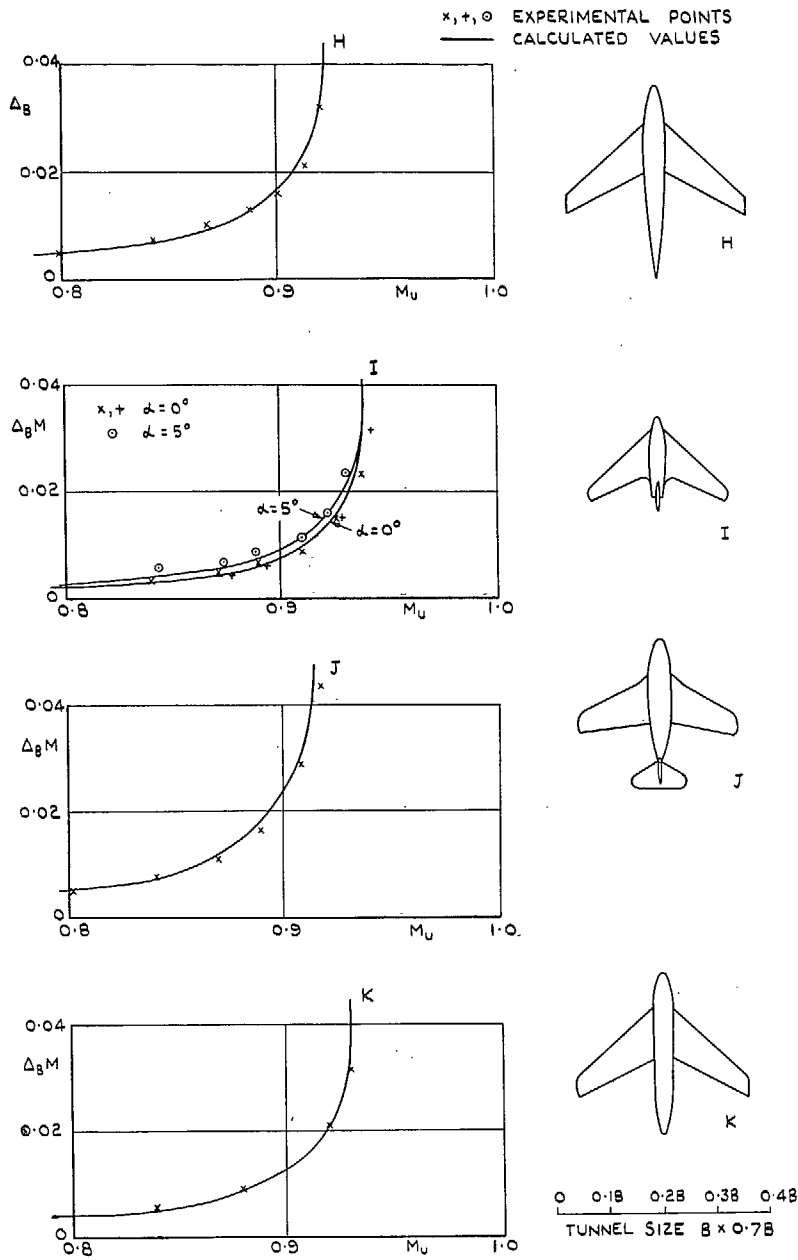 ×, +, ⊙ EXPERIMENTAL POINTS
—— CALCULATED VALUES
H
0·04
Δ_B
0·02
0
0·8
0·9
M_U
1·0
H
I
0·04
Δ_B M
×, + α = 0°
⊙ α = 5°
0·02
α = 5°
α = 0°
0
0·8
0·9
M_U
1·0
I
J
0·04
Δ_B M
0·02
0
0·8
0·9
M_U
1·0
J
K
0·04
Δ_B M
0·02
0
0·8
0·9
M_U
1·0
K
0 0·1B 0·2B 0·3B 0·4B
TUNNEL SIZE B × 0·7B